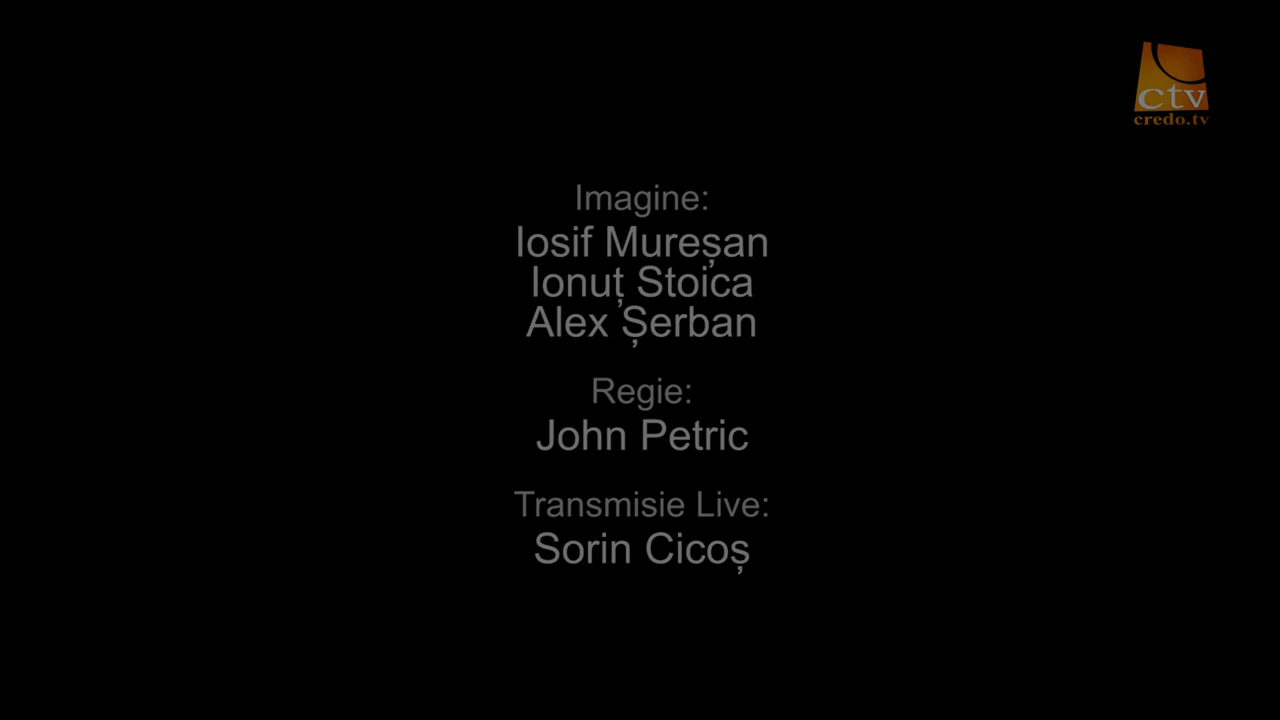 ctv
credo.tv
Imagine:
Iosif Mureșan
Ionuț Stoica
Alex Șerban
Regie:
John Petric
Transmisie Live:
Sorin Cicoș